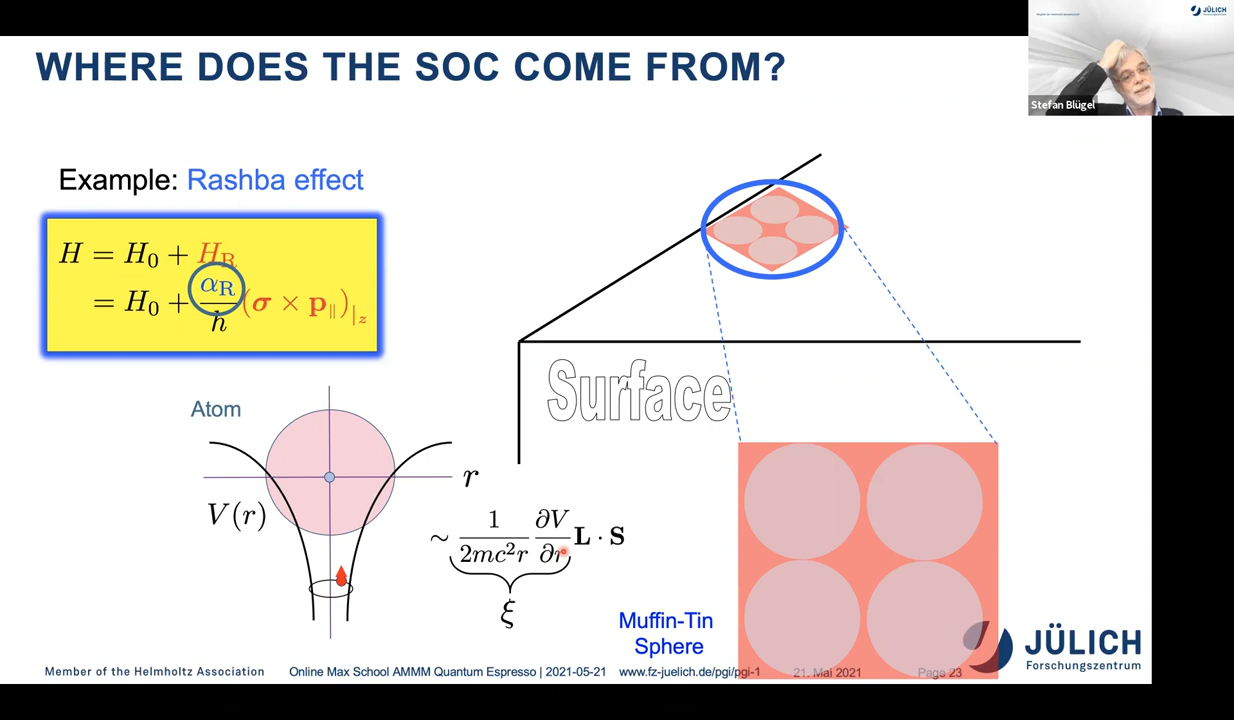 WHERE DOES THE SOC COME FROM?
JÜLICH
Forschungszentrum
Stefan Blügel
Example: Rashba effect
H = H₀ + H_R
= H₀ + α_R/ħ (σ × p_∥)|_z
Surface
Atom
r
V(r)
∼ 1/(2mc²r) ∂V/∂r L · S
ξ
Muffin-Tin
Sphere
JÜLICH
Forschungszentrum
Member of the Helmholtz Association Online Max School AMMM Quantum Espresso | 2021-05-21 www.fz-juelich.de/pgi/pgi-1 21. Mai 2021 Page 23